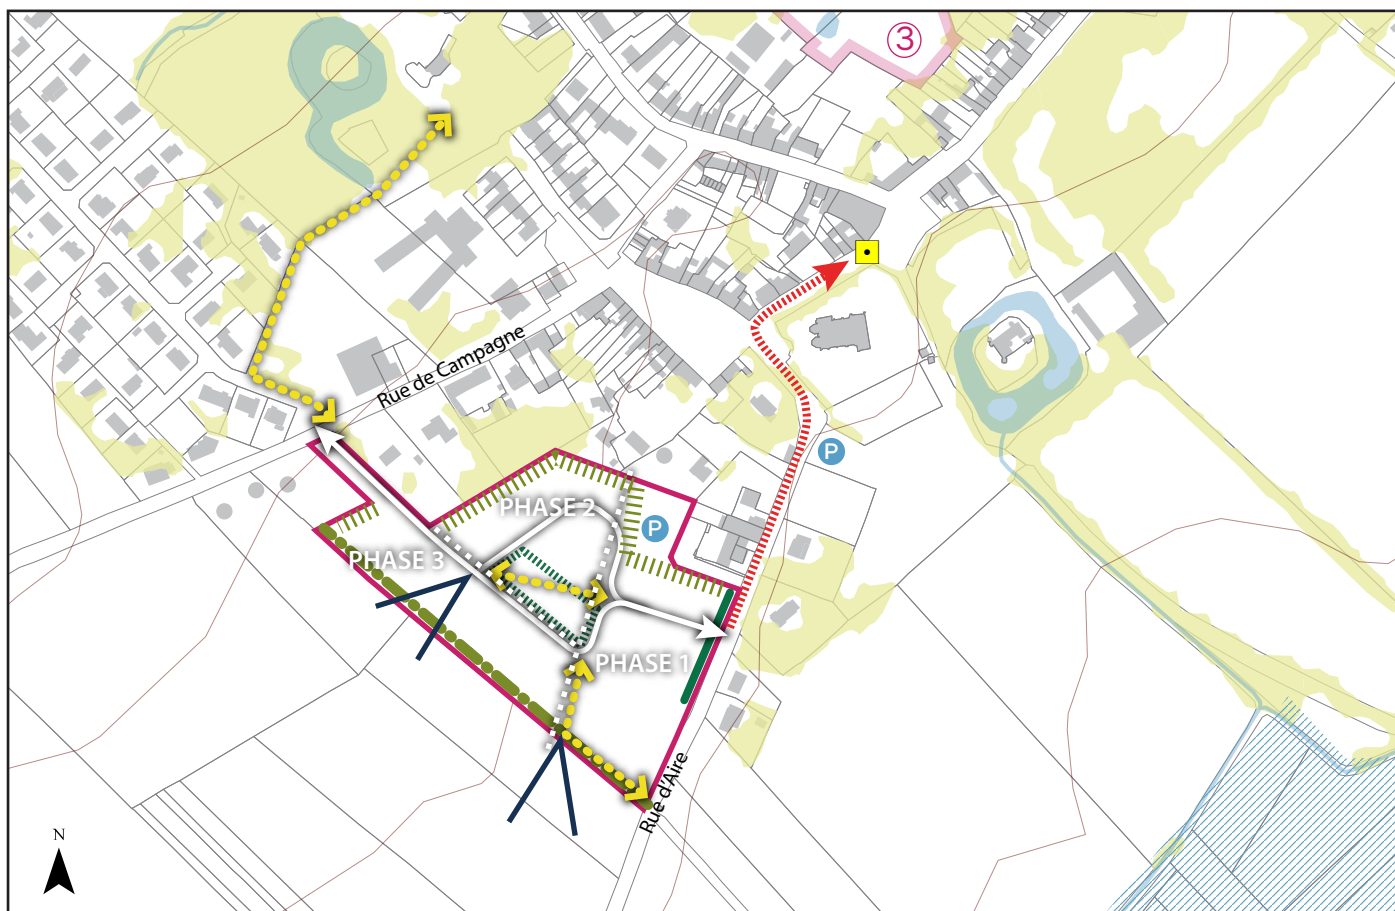 ③
Rue de Campagne
P
PHASE 2
P
PHASE 3
PHASE 1
Rue d'Aire
N